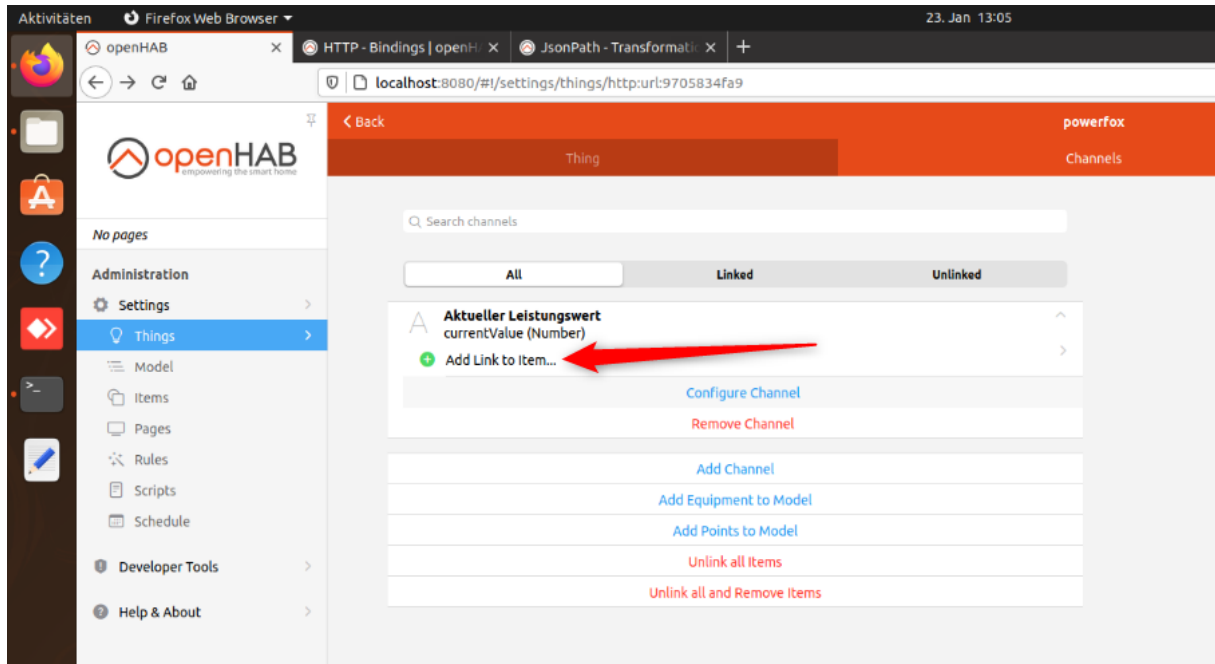 Aktivitäten Firefox Web Browser 23. Jan 13:05
openHAB HTTP - Bindings | openH JsonPath - Transformatic
localhost:8080/#!/settings/things/http:url:9705834fa9
openHAB
empowering the smart home
No pages
Administration
Settings
Things
Model
Items
Pages
Rules
Scripts
Schedule
Developer Tools
Help & About
Back powerfox
Thing Channels
Search channels
All Linked Unlinked
A Aktueller Leistungswert
currentValue (Number)
Add Link to Item...
Configure Channel
Remove Channel
Add Channel
Add Equipment to Model
Add Points to Model
Unlink all Items
Unlink all and Remove Items